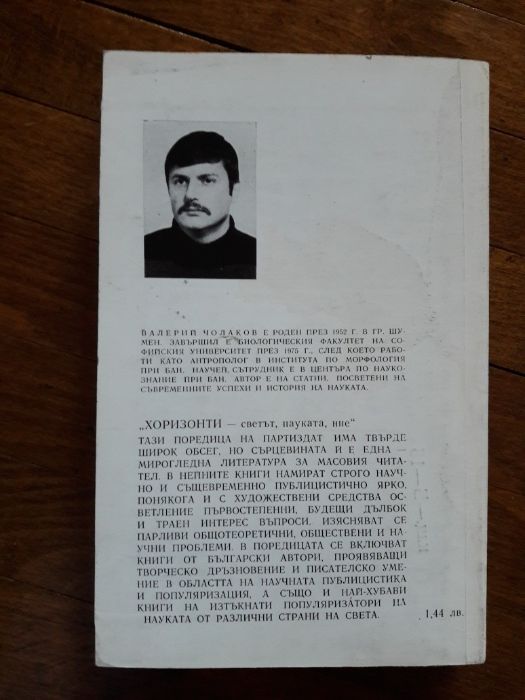 ВАЛЕРИЙ ЧОЛАКОВ Е РОДЕН ПРЕЗ 1952 Г. В ГР. ШУ-
МЕН. ЗАВЪРШИЛ Е БИОЛОГИЧЕСКИЯ ФАКУЛТЕТ НА СО-
ФИЙСКИЯ УНИВЕРСИТЕТ ПРЕЗ 1975 Г., СЛЕД КОЕТО РАБО-
ТИ КАТО АНТРОПОЛОГ В ИНСТИТУТА ПО МОРФОЛОГИЯ
ПРИ БАН. НАУЧЕН СЪТРУДНИК Е В ЦЕНТЪРА ПО НАУКО-
ЗНАНИЕ ПРИ БАН. АВТОР Е НА СТАТИИ, ПОСВЕТЕНИ НА
СЪВРЕМЕННИТЕ УСПЕХИ И ИСТОРИЯ НА НАУКАТА.
„ХОРИЗОНТИ — светът, науката, ние“
ТАЗИ ПОРЕДИЦА НА ПАРТИЗДАТ ИМА ТВЪРДЕ
ШИРОК ОБСЕГ, НО СЪРЦЕВИНАТА Й Е ЕДНА —
МИРОГЛЕДНА ЛИТЕРАТУРА ЗА МАСОВИЯ ЧИТА-
ТЕЛ. В НЕЙНИТЕ КНИГИ НАМИРАТ СТРОГО НАУЧ-
НО И СЪЩЕВРЕМЕННО ПУБЛИЦИСТИЧНО ЯРКО,
ПОНЯКОГА И С ХУДОЖЕСТВЕНИ СРЕДСТВА ОС-
ВЕТЛЕНИЕ ПЪРВОСТЕПЕННИ, БУДЕЩИ ДЪЛБОК
И ТРАЕН ИНТЕРЕС ВЪПРОСИ. ИЗЯСНЯВАТ СЕ
ПАРЛИВИ ОБЩОТЕОРЕТИЧНИ, ОБЩЕСТВЕНИ И НА-
УЧНИ ПРОБЛЕМИ. В ПОРЕДИЦАТА СЕ ВКЛЮЧВАТ
КНИГИ ОТ БЪЛГАРСКИ АВТОРИ, ПРОЯВЯВАЩИ
ТВОРЧЕСКО ДРЪЗНОВЕНИЕ И ПИСАТЕЛСКО УМЕ-
НИЕ В ОБЛАСТТА НА НАУЧНАТА ПУБЛИЦИСТИКА
И ПОПУЛЯРИЗАЦИЯ, А СЪЩО И НАЙ-ХУБАВИ
КНИГИ НА ИЗТЪКНАТИ ПОПУЛЯРИЗАТОРИ НА
НАУКАТА ОТ РАЗЛИЧНИ СТРАНИ НА СВЕТА.
1,44 лв.